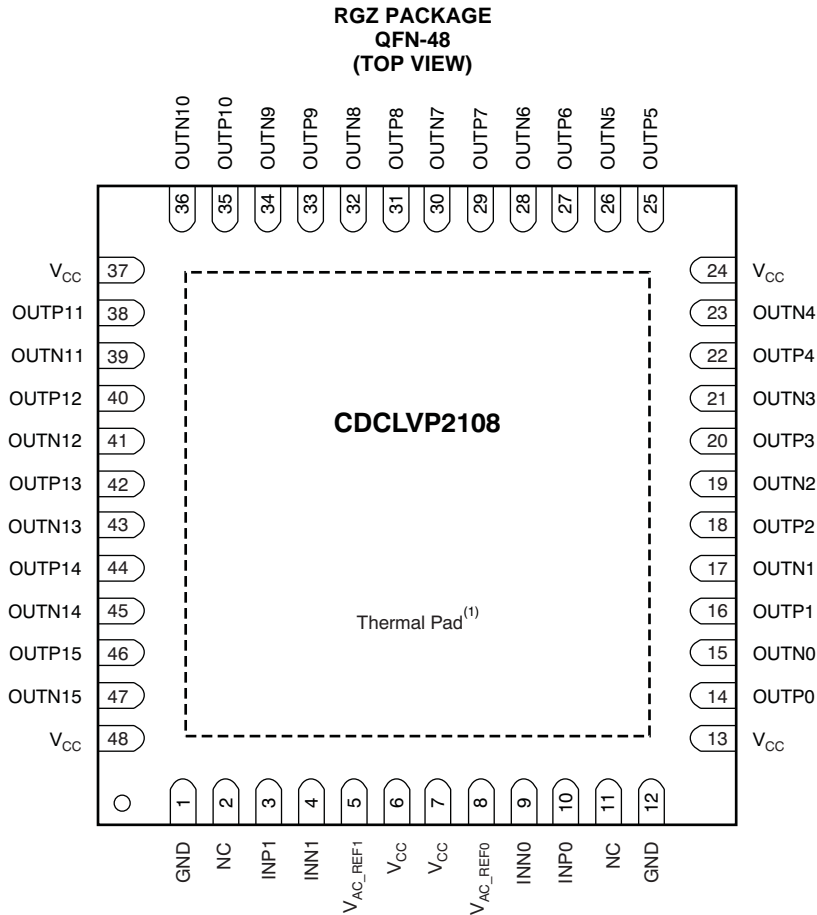 RGZ PACKAGE
QFN-48
(TOP VIEW)
OUTN10
OUTP10
OUTN9
OUTP9
OUTN8
OUTP8
OUTN7
OUTP7
OUTN6
OUTP6
OUTN5
OUTP5
36
35
34
33
32
31
30
29
28
27
26
25
VCC 37
24 VCC
OUTP11 38
23 OUTN4
OUTN11 39
22 OUTP4
OUTP12 40
21 OUTN3
OUTN12 41
20 OUTP3
OUTP13 42
19 OUTN2
OUTN13 43
18 OUTP2
OUTP14 44
17 OUTN1
OUTN14 45
16 OUTP1
OUTP15 46
15 OUTN0
OUTN15 47
14 OUTP0
VCC 48
13 VCC
CDCLVP2108
Thermal Pad(1)
1
2
3
4
5
6
7
8
9
10
11
12
GND
NC
INP1
INN1
VAC_REF1
VCC
VCC
VAC_REF0
INN0
INP0
NC
GND